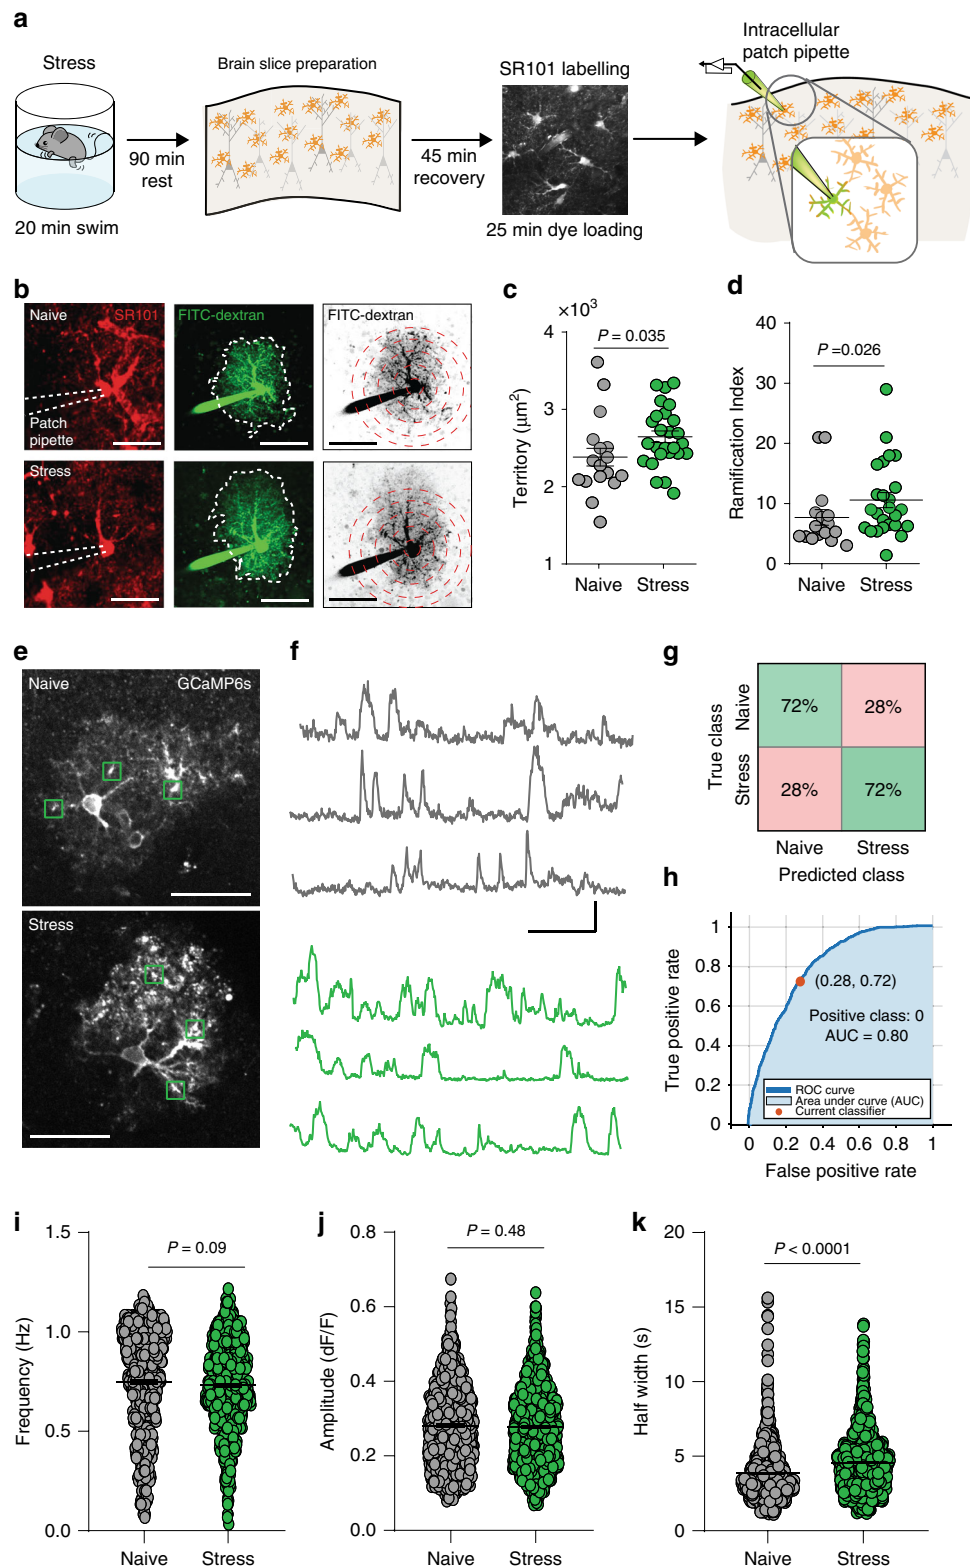 a
Stress
20 min swim
90 min
rest
Brain slice preparation
45 min
recovery
SR101 labelling
25 min dye loading
Intracellular
patch pipette
b
Naive
SR101
Patch
pipette
FITC-dextran
FITC-dextran
Stress
c
×10³
4
3
2
1
Territory (μm²)
P = 0.035
Naive
Stress
d
40
30
20
10
0
Ramification Index
P =0.026
Naive
Stress
e
Naive
GCaMP6s
Stress
f
g
True class
Naive
Stress
72%
28%
28%
72%
Naive
Stress
Predicted class
h
True positive rate
1
0.8
0.6
0.4
0.2
0
(0.28, 0.72)
Positive class: 0
AUC = 0.80
ROC curve
Area under curve (AUC)
Current classifier
0
0.2
0.4
0.6
0.8
1
False positive rate
i
1.5
1.0
0.5
0.0
Frequency (Hz)
P = 0.09
Naive
Stress
j
0.8
0.6
0.4
0.2
0.0
Amplitude (dF/F)
P = 0.48
Naive
Stress
k
20
15
10
5
0
Half width (s)
P < 0.0001
Naive
Stress